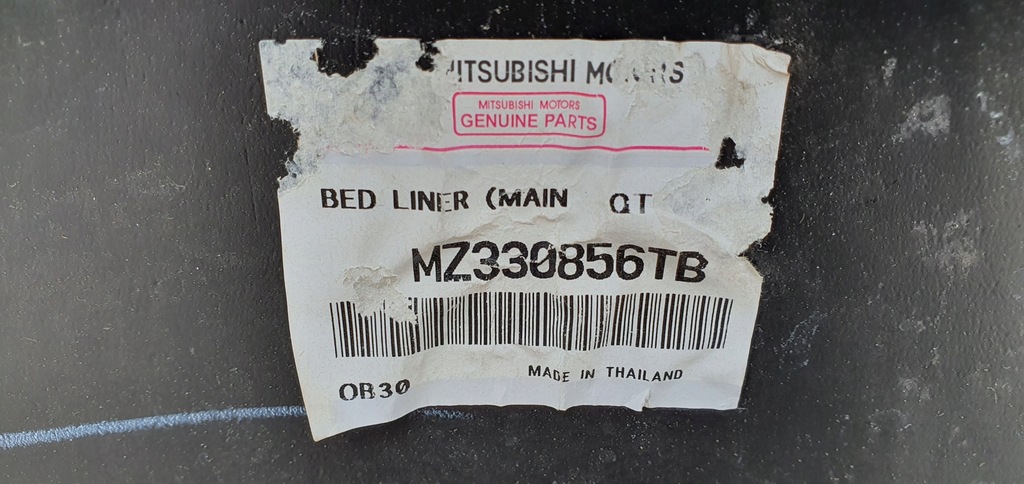 MITSUBISHI MOTORS
MITSUBISHI MOTORS
GENUINE PARTS
BED LINER (MAIN QT
MZ330856TB
OB30
MADE IN THAILAND